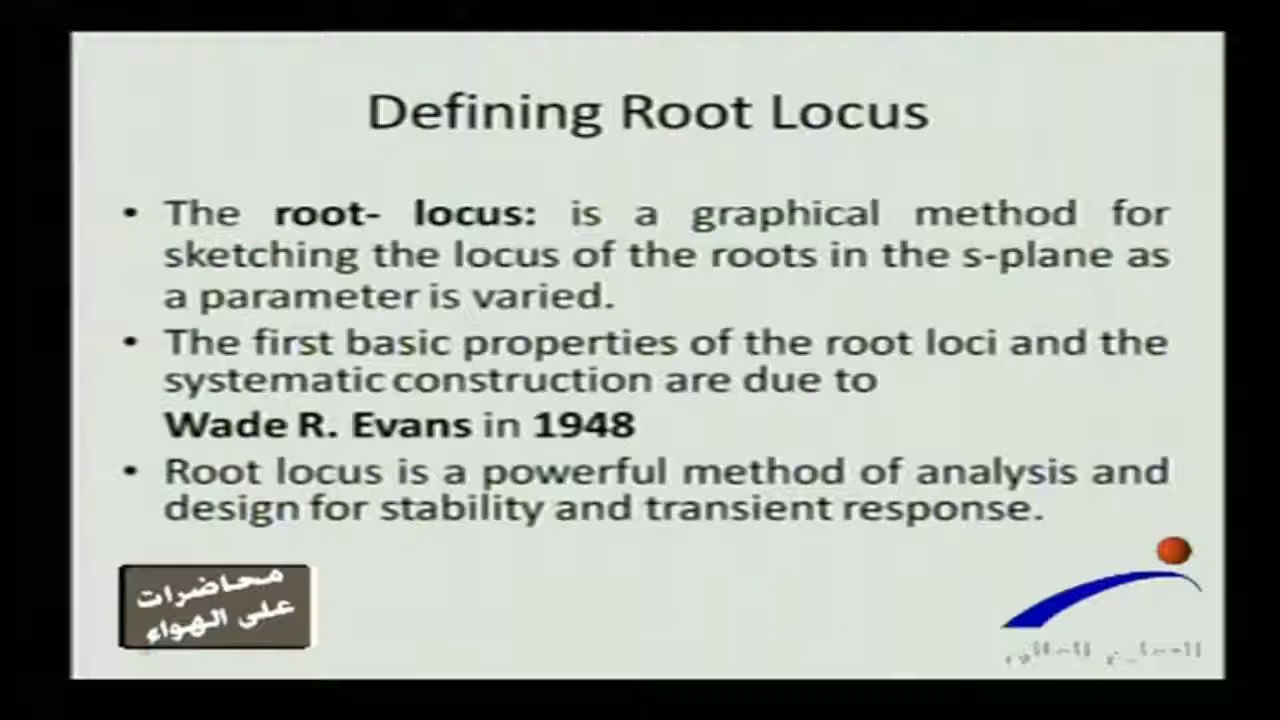 Defining Root Locus
• The root- locus: is a graphical method for
sketching the locus of the roots in the s-plane as
a parameter is varied.
• The first basic properties of the root loci and the
systematic construction are due to
Wade R. Evans in 1948
• Root locus is a powerful method of analysis and
design for stability and transient response.
محاضرات
على الهواء